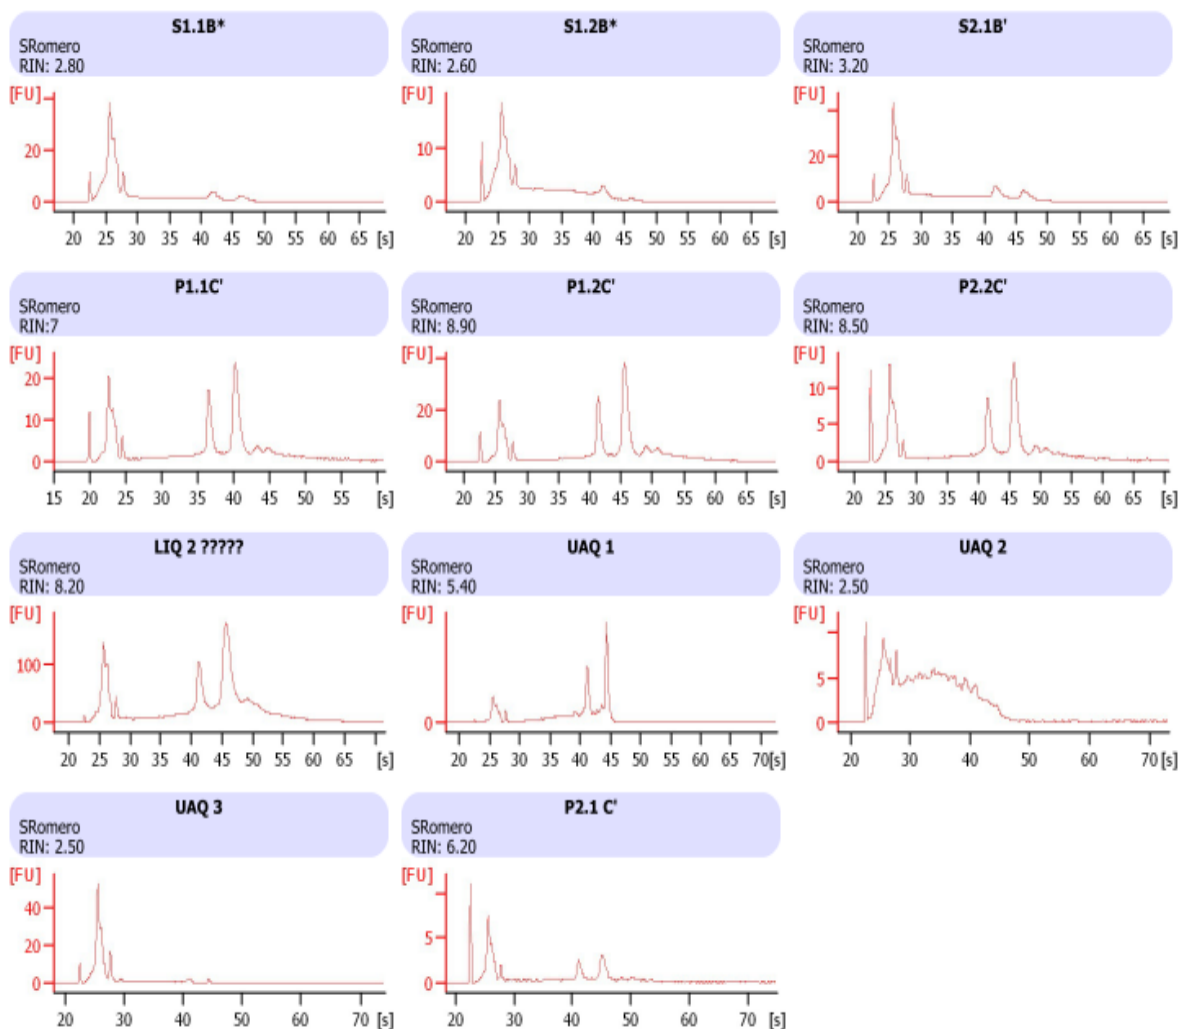 S1.1B*
SRomero
RIN: 2.80
[FU]
20
0
20 25 30 35 40 45 50 55 60 65 [s]
S1.2B*
SRomero
RIN: 2.60
[FU]
10
0
20 25 30 35 40 45 50 55 60 65 [s]
S2.1B'
SRomero
RIN: 3.20
[FU]
20
0
20 25 30 35 40 45 50 55 60 65 [s]
P1.1C'
SRomero
RIN:7
[FU]
20
10
0
15 20 25 30 35 40 45 50 55 [s]
P1.2C'
SRomero
RIN: 8.90
[FU]
20
0
20 25 30 35 40 45 50 55 60 65 [s]
P2.2C'
SRomero
RIN: 8.50
[FU]
10
5
0
20 25 30 35 40 45 50 55 60 65 [s]
LIQ 2 ?????
SRomero
RIN: 8.20
[FU]
100
0
20 25 30 35 40 45 50 55 60 65 [s]
UAQ 1
SRomero
RIN: 5.40
[FU]
0
20 25 30 35 40 45 50 55 60 65 70 [s]
UAQ 2
SRomero
RIN: 2.50
[FU]
5
0
20 30 40 50 60 70 [s]
UAQ 3
SRomero
RIN: 2.50
[FU]
40
20
0
20 30 40 50 60 70 [s]
P2.1 C'
SRomero
RIN: 6.20
[FU]
5
0
20 30 40 50 60 70 [s]